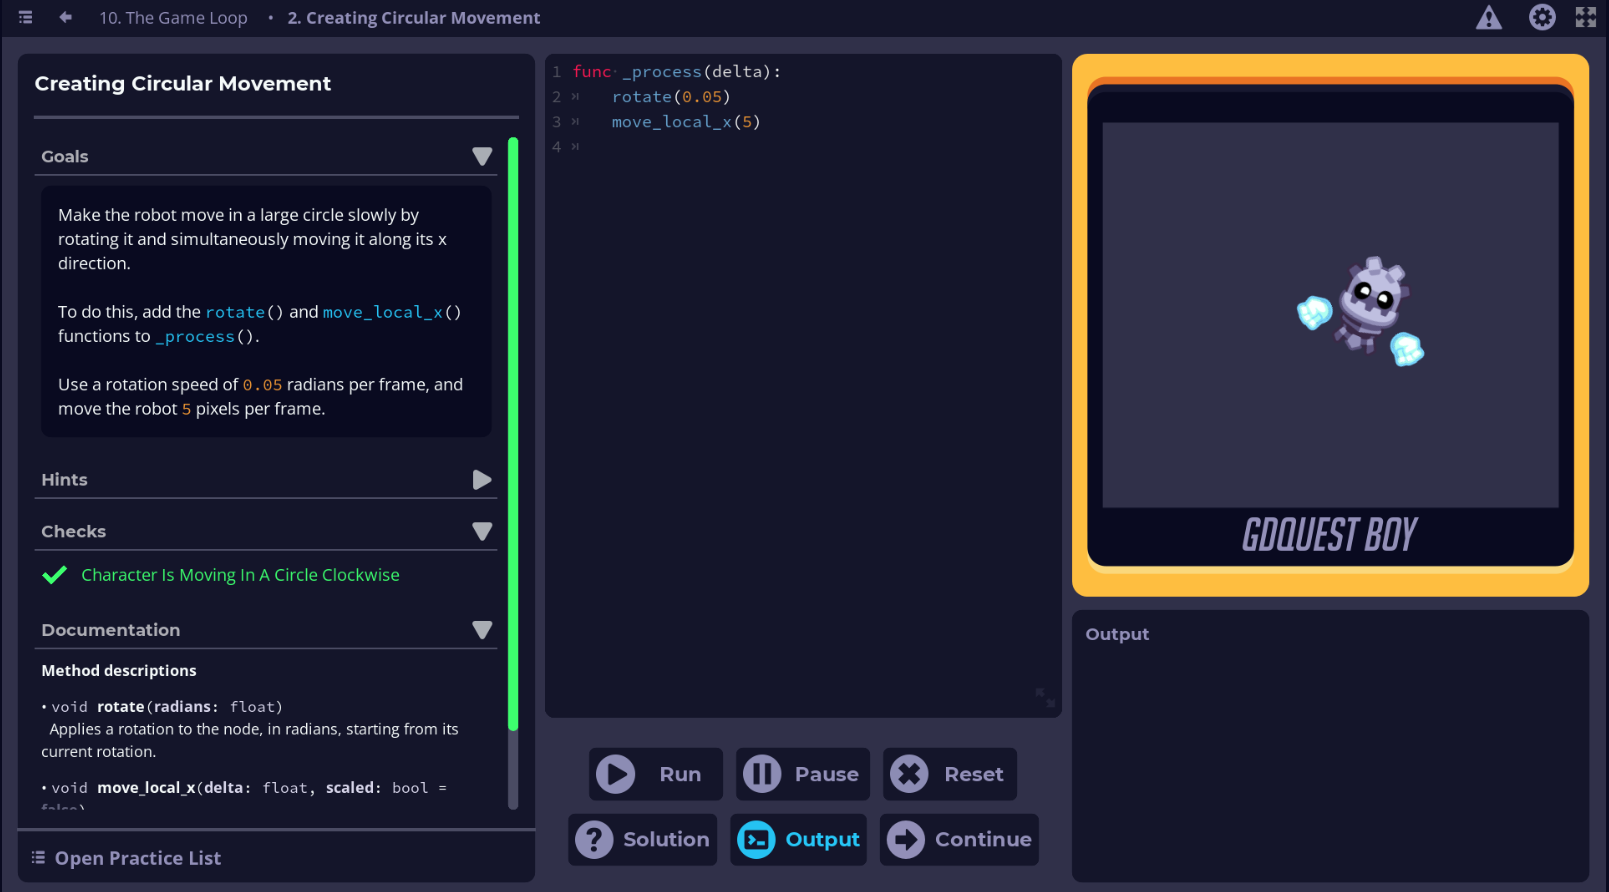 10. The Game Loop • 2. Creating Circular Movement
Creating Circular Movement
Goals
Make the robot move in a large circle slowly by
rotating it and simultaneously moving it along its x
direction.
To do this, add the rotate() and move_local_x()
functions to _process().
Use a rotation speed of 0.05 radians per frame, and
move the robot 5 pixels per frame.
Hints
Checks
Character Is Moving In A Circle Clockwise
Documentation
Method descriptions
• void rotate(radians: float)
Applies a rotation to the node, in radians, starting from its
current rotation.
• void move_local_x(delta: float, scaled: bool =
false)
Open Practice List
1 func _process(delta):
2 rotate(0.05)
3 move_local_x(5)
4
Run
Pause
Reset
Solution
Output
Continue
GDQUEST BOY
Output